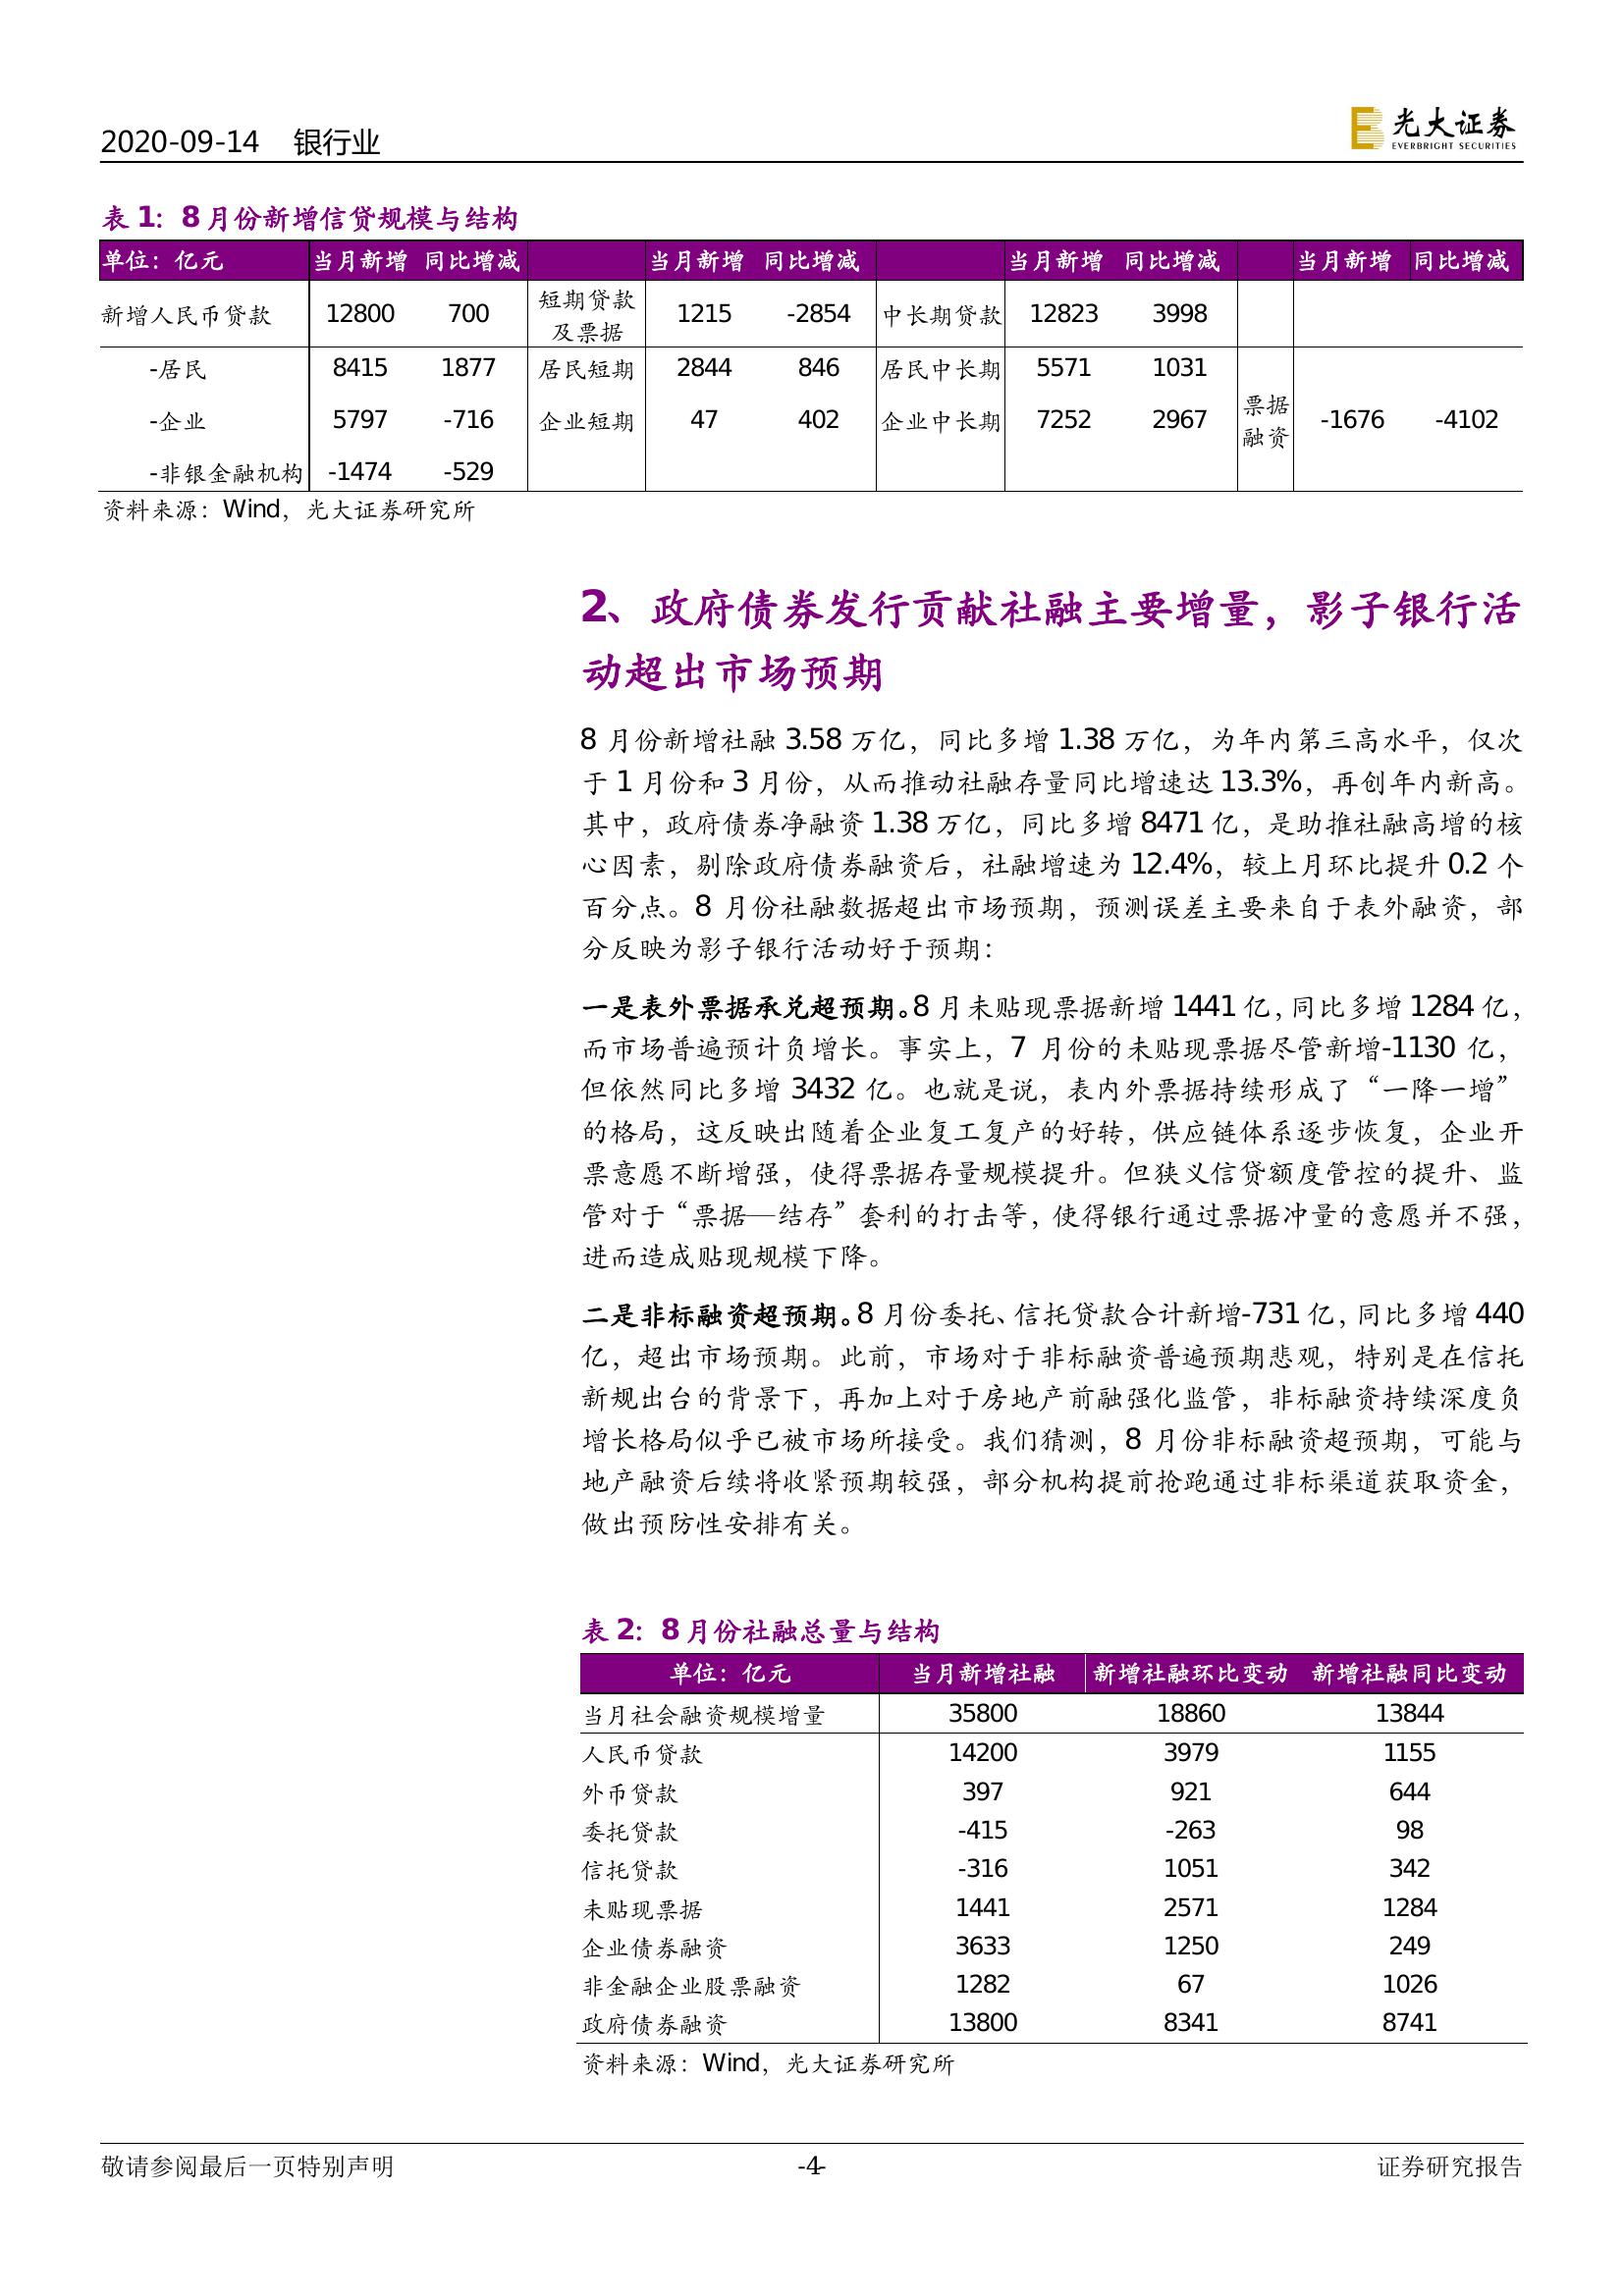 2020-09-14 银行业
光大证券
EVERBRIGHT SECURITIES
表 1：8 月份新增信贷规模与结构
单位：亿元 当月新增 同比增减 当月新增 同比增减 当月新增 同比增减 当月新增 同比增减
新增人民币贷款 12800 700 短期贷款及票据 1215 -2854 中长期贷款 12823 3998
-居民 8415 1877 居民短期 2844 846 居民中长期 5571 1031
-企业 5797 -716 企业短期 47 402 企业中长期 7252 2967 票据融资 -1676 -4102
-非银金融机构 -1474 -529
资料来源：Wind，光大证券研究所
2、政府债券发行贡献社融主要增量，影子银行活
动超出市场预期
8 月份新增社融 3.58 万亿，同比多增 1.38 万亿，为年内第三高水平，仅次
于 1 月份和 3 月份，从而推动社融存量同比增速达 13.3%，再创年内新高。
其中，政府债券净融资 1.38 万亿，同比多增 8471 亿，是助推社融高增的核
心因素，剔除政府债券融资后，社融增速为 12.4%，较上月环比提升 0.2 个
百分点。8 月份社融数据超出市场预期，预测误差主要来自于表外融资，部
分反映为影子银行活动好于预期：
一是表外票据承兑超预期。8 月未贴现票据新增 1441 亿，同比多增 1284 亿，
而市场普遍预计负增长。事实上，7 月份的未贴现票据尽管新增-1130 亿，
但依然同比多增 3432 亿。也就是说，表内外票据持续形成了“一降一增”
的格局，这反映出随着企业复工复产的好转，供应链体系逐步恢复，企业开
票意愿不断增强，使得票据存量规模提升。但狭义信贷额度管控的提升、监
管对于“票据—结存”套利的打击等，使得银行通过票据冲量的意愿并不强，
进而造成贴现规模下降。
二是非标融资超预期。8 月份委托、信托贷款合计新增-731 亿，同比多增 440
亿，超出市场预期。此前，市场对于非标融资普遍预期悲观，特别是在信托
新规出台的背景下，再加上对于房地产前融强化监管，非标融资持续深度负
增长格局似乎已被市场所接受。我们猜测，8 月份非标融资超预期，可能与
地产融资后续将收紧预期较强，部分机构提前抢跑通过非标渠道获取资金，
做出预防性安排有关。
表 2：8 月份社融总量与结构
单位：亿元 当月新增社融 新增社融环比变动 新增社融同比变动
当月社会融资规模增量 35800 18860 13844
人民币贷款 14200 3979 1155
外币贷款 397 921 644
委托贷款 -415 -263 98
信托贷款 -316 1051 342
未贴现票据 1441 2571 1284
企业债券融资 3633 1250 249
非金融企业股票融资 1282 67 1026
政府债券融资 13800 8341 8741
资料来源：Wind，光大证券研究所
敬请参阅最后一页特别声明 -4- 证券研究报告